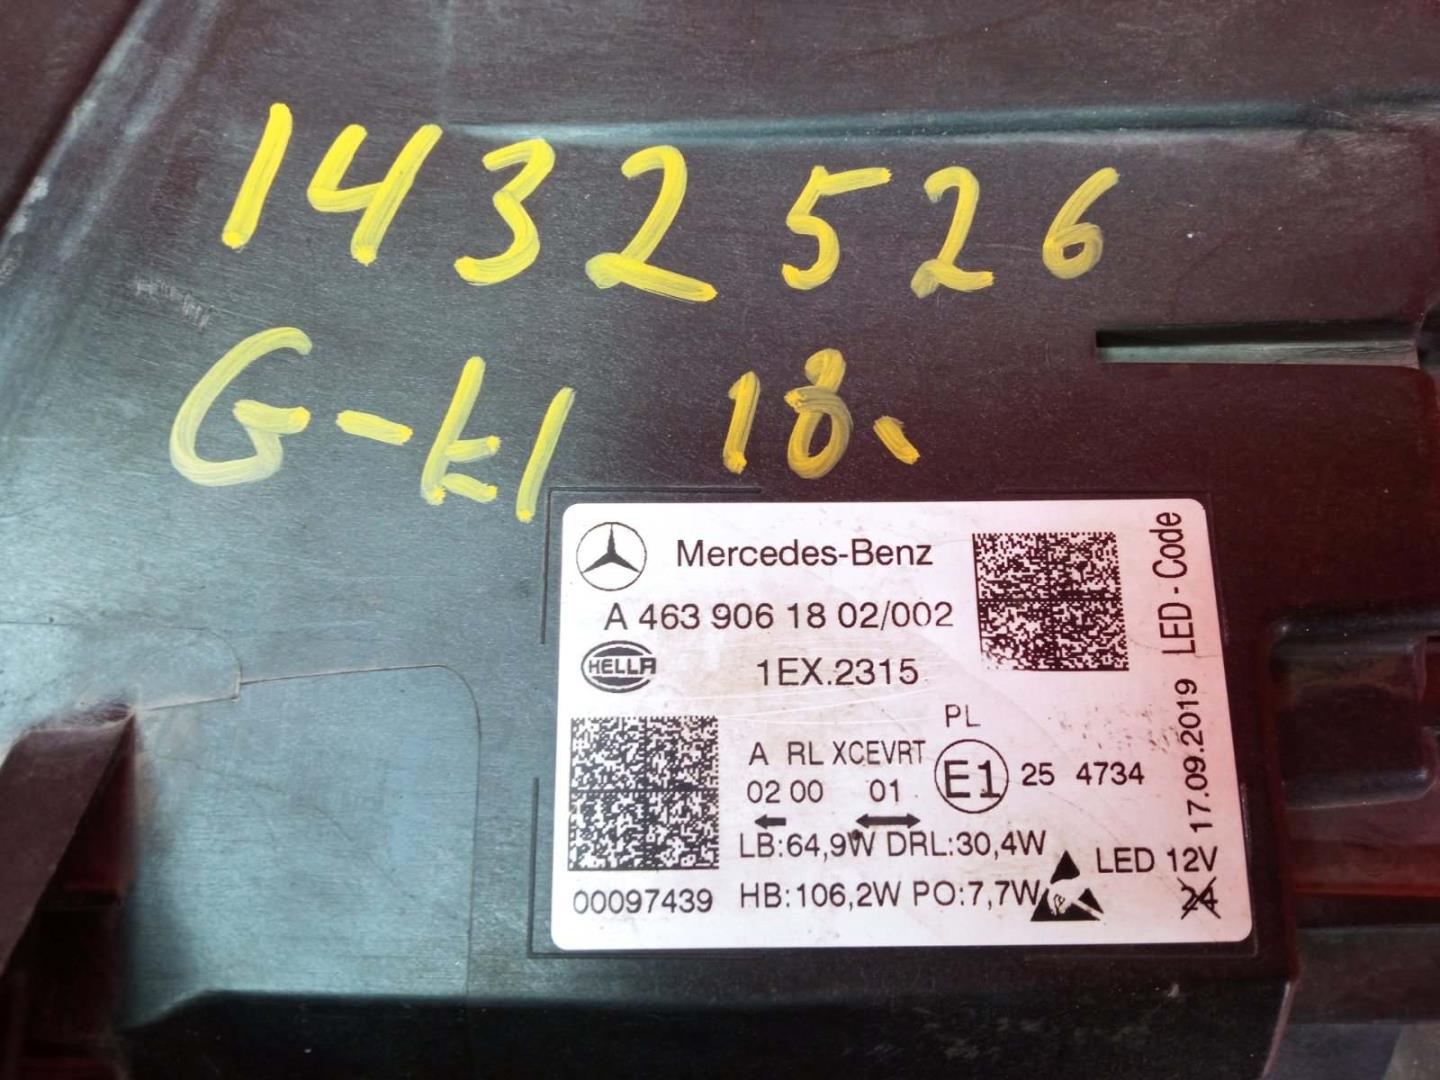 1432526
G-kl 18.
Mercedes-Benz
A 463 906 18 02/002
HELLA
1EX.2315
PL
A RL XCEVRT
02 00 01
E1 25 4734
LB:64,9W DRL:30,4W
LED 12V
24
00097439 HB:106,2W PO:7,7W
17.09.2019 LED - Code